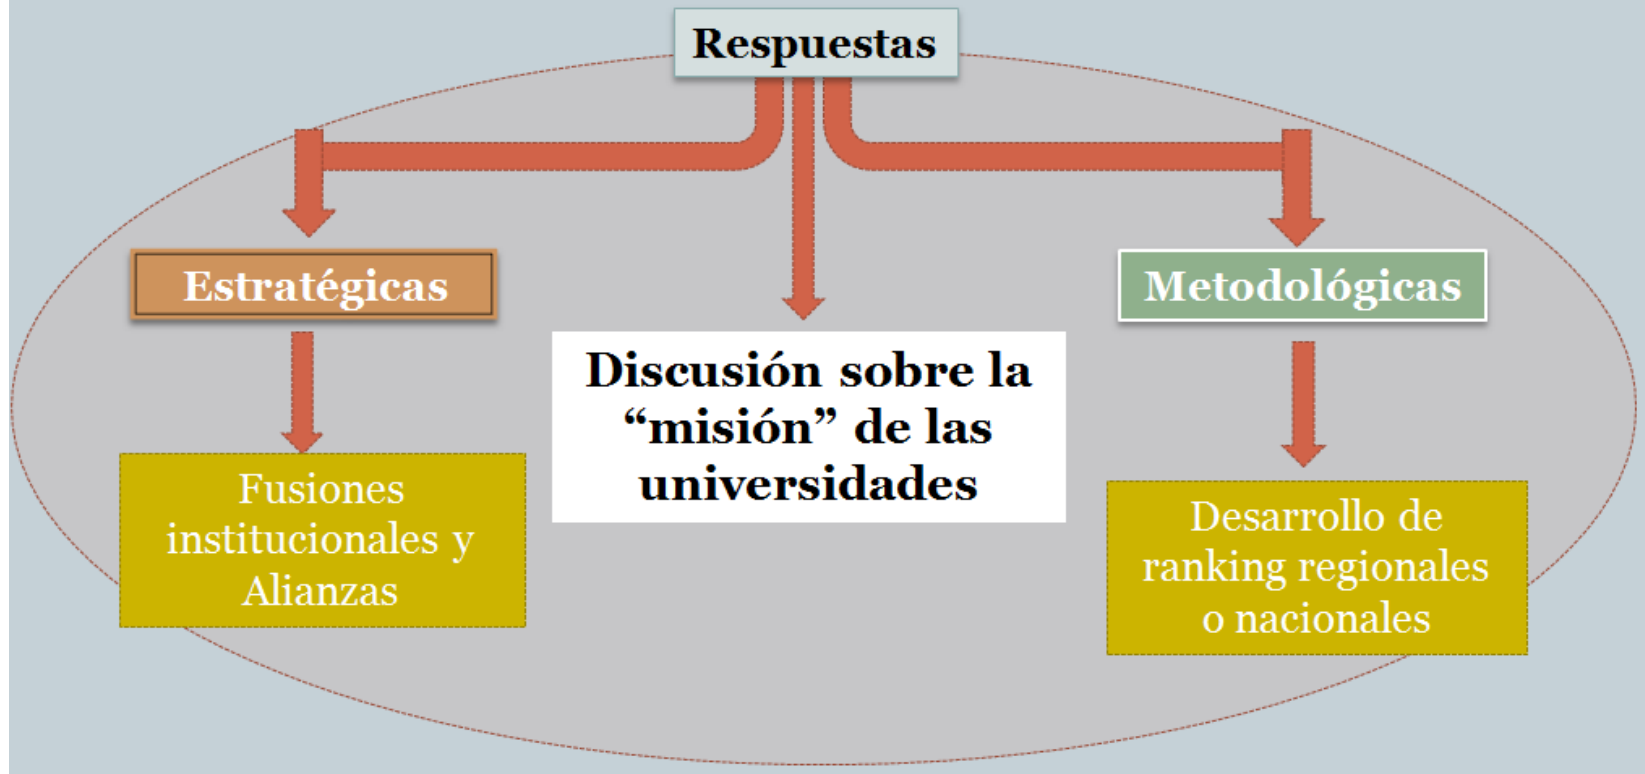 Respuestas
Estratégicas
Metodológicas
Discusión sobre la
“misión” de las
universidades
Fusiones
institucionales y
Alianzas
Desarrollo de
ranking regionales
o nacionales